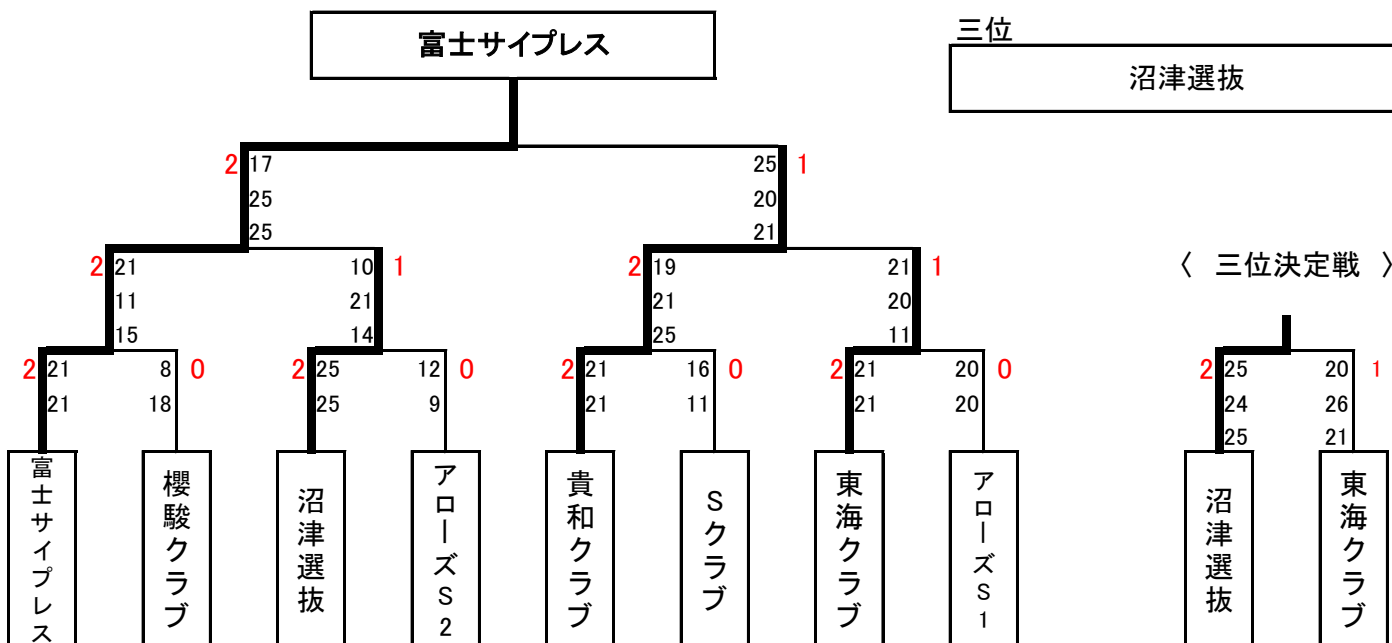 富士サイプレス
三位
沼津選抜
2 17 25 1
25 20
25 21
2 21 10 1 2 19 21 1
11 21 21 20
15 14 25 11
〈 三位決定戦 〉
2 21 8 0 2 25 12 0 2 21 16 0 2 21 20 0 2 25 20 1
21 18 25 9 21 11 21 20 24 26
25 21
富士サイプレス
櫻駿クラブ
沼津選抜
アローズS2
貴和クラブ
Sクラブ
東海クラブ
アローズS1
沼津選抜
東海クラブ